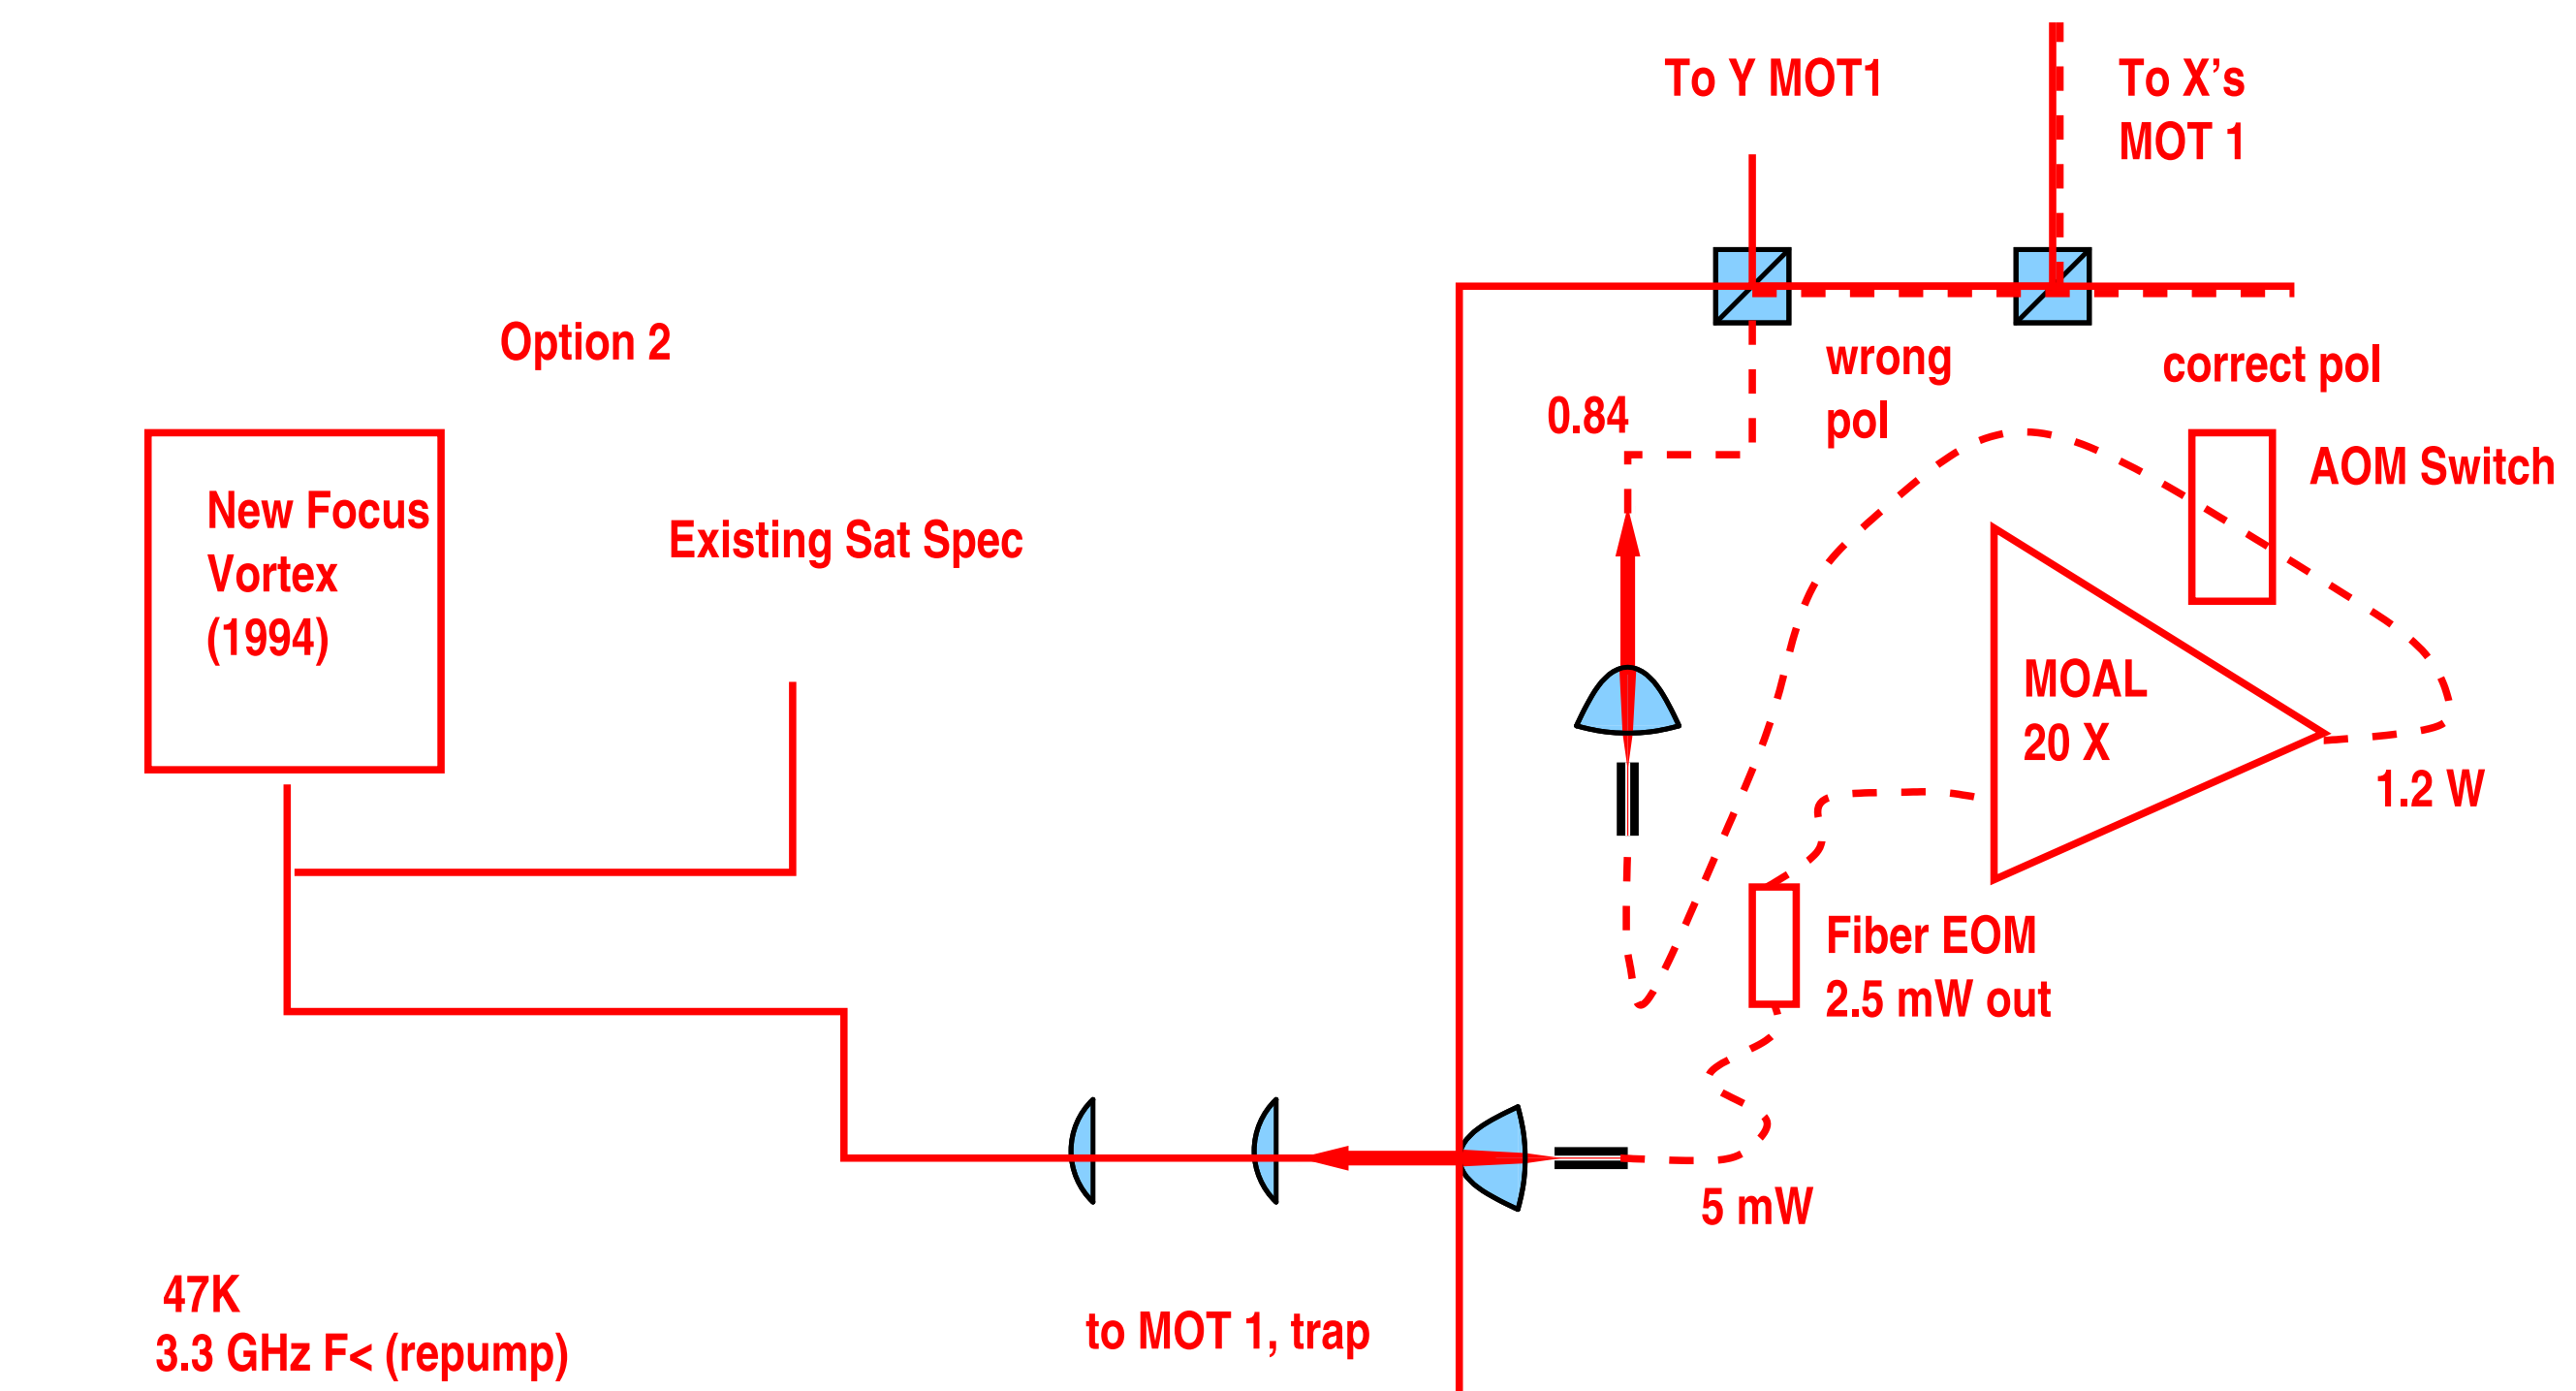 To Y MOT1
To X’s
MOT 1
Option 2
wrong
pol
correct pol
0.84
AOM Switch
New Focus
Vortex
(1994)
Existing Sat Spec
MOAL
20 X
1.2 W
Fiber EOM
2.5 mW out
5 mW
47K
3.3 GHz F< (repump)
to MOT 1, trap